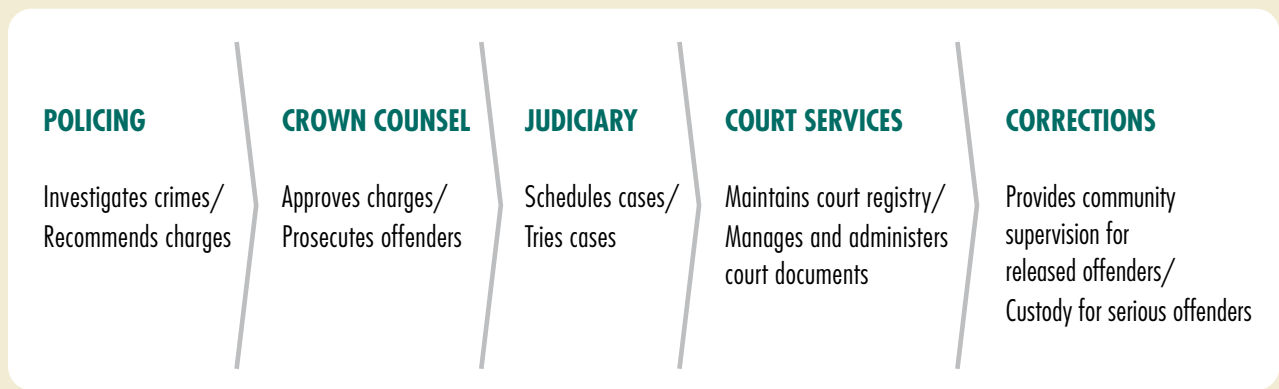 POLICING
Investigates crimes/
Recommends charges
CROWN COUNSEL
Approves charges/
Prosecutes offenders
JUDICIARY
Schedules cases/
Tries cases
COURT SERVICES
Maintains court registry/
Manages and administers
court documents
CORRECTIONS
Provides community
supervision for
released offenders/
Custody for serious offenders